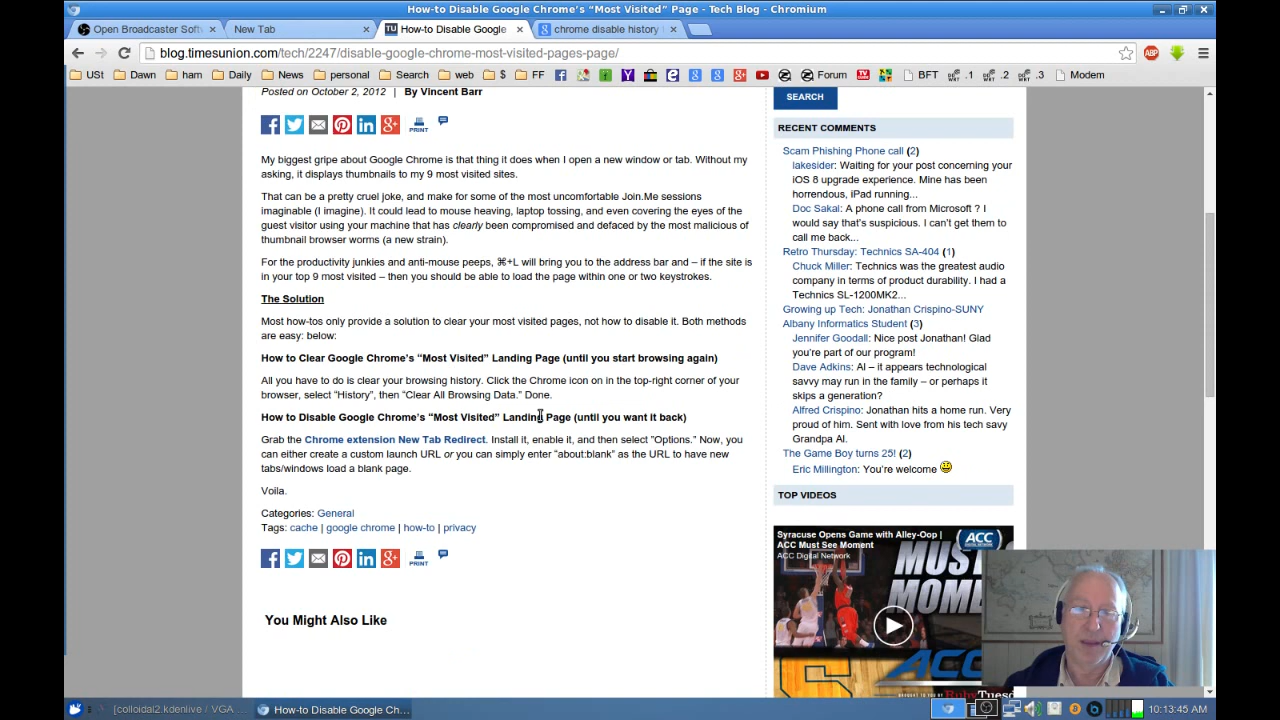 How-to Disable Google Chrome's “Most Visited” Page - Tech Blog - Chromium
Open Broadcaster Soft
New Tab
How-to Disable Google
chrome disable history
blog.timesunion.com/tech/2247/disable-google-chrome-most-visited-pages-page/
USt
Dawn
ham
Daily
News
personal
Search
web
$
FF
Forum
BFT
.1
.2
.3
Modem
Posted on October 2, 2012 | By Vincent Barr
PRINT
My biggest gripe about Google Chrome is that thing it does when I open a new window or tab. Without my
asking, it displays thumbnails to my 9 most visited sites.
That can be a pretty cruel joke, and make for some of the most uncomfortable Join.Me sessions
imaginable (I imagine). It could lead to mouse heaving, laptop tossing, and even covering the eyes of the
guest visitor using your machine that has clearly been compromised and defaced by the most malicious of
thumbnail browser worms (a new strain).
For the productivity junkies and anti-mouse peeps, ⌘+L will bring you to the address bar and – if the site is
in your top 9 most visited – then you should be able to load the page within one or two keystrokes.
The Solution
Most how-tos only provide a solution to clear your most visited pages, not how to disable it. Both methods
are easy: below:
How to Clear Google Chrome's “Most Visited” Landing Page (until you start browsing again)
All you have to do is clear your browsing history. Click the Chrome icon on in the top-right corner of your
browser, select “History”, then “Clear All Browsing Data.” Done.
How to Disable Google Chrome's “Most Visited” Landing Page (until you want it back)
Grab the Chrome extension New Tab Redirect. Install it, enable it, and then select “Options.” Now, you
can either create a custom launch URL or you can simply enter “about:blank” as the URL to have new
tabs/windows load a blank page.
Voila.
Categories: General
Tags: cache | google chrome | how-to | privacy
PRINT
You Might Also Like
SEARCH
RECENT COMMENTS
Scam Phishing Phone call (2)
lakesider: Waiting for your post concerning your
iOS 8 upgrade experience. Mine has been
horrendous, iPad running...
Doc Sakal: A phone call from Microsoft ? I
would say that's suspicious. I can't get them to
call me back...
Retro Thursday: Technics SA-404 (1)
Chuck Miller: Technics was the greatest audio
company in terms of product durability. I had a
Technics SL-1200MK2...
Growing up Tech: Jonathan Crispino-SUNY
Albany Informatics Student (3)
Jennifer Goodall: Nice post Jonathan! Glad
you're part of our program!
Dave Adkins: Al – it appears technological
savvy may run in the family – or perhaps it
skips a generation?
Alfred Crispino: Jonathan hits a home run. Very
proud of him. Sent with love from his tech savy
Grandpa Al.
The Game Boy turns 25! (2)
Eric Millington: You're welcome
TOP VIDEOS
Syracuse Opens Game with Alley-Oop |
ACC Must See Moment
ACC Digital Network
ACC
MUS
MOM
ACC
[colloidal2.kdenlive / VGA ...
How-to Disable Google Ch...
10:13:45 AM